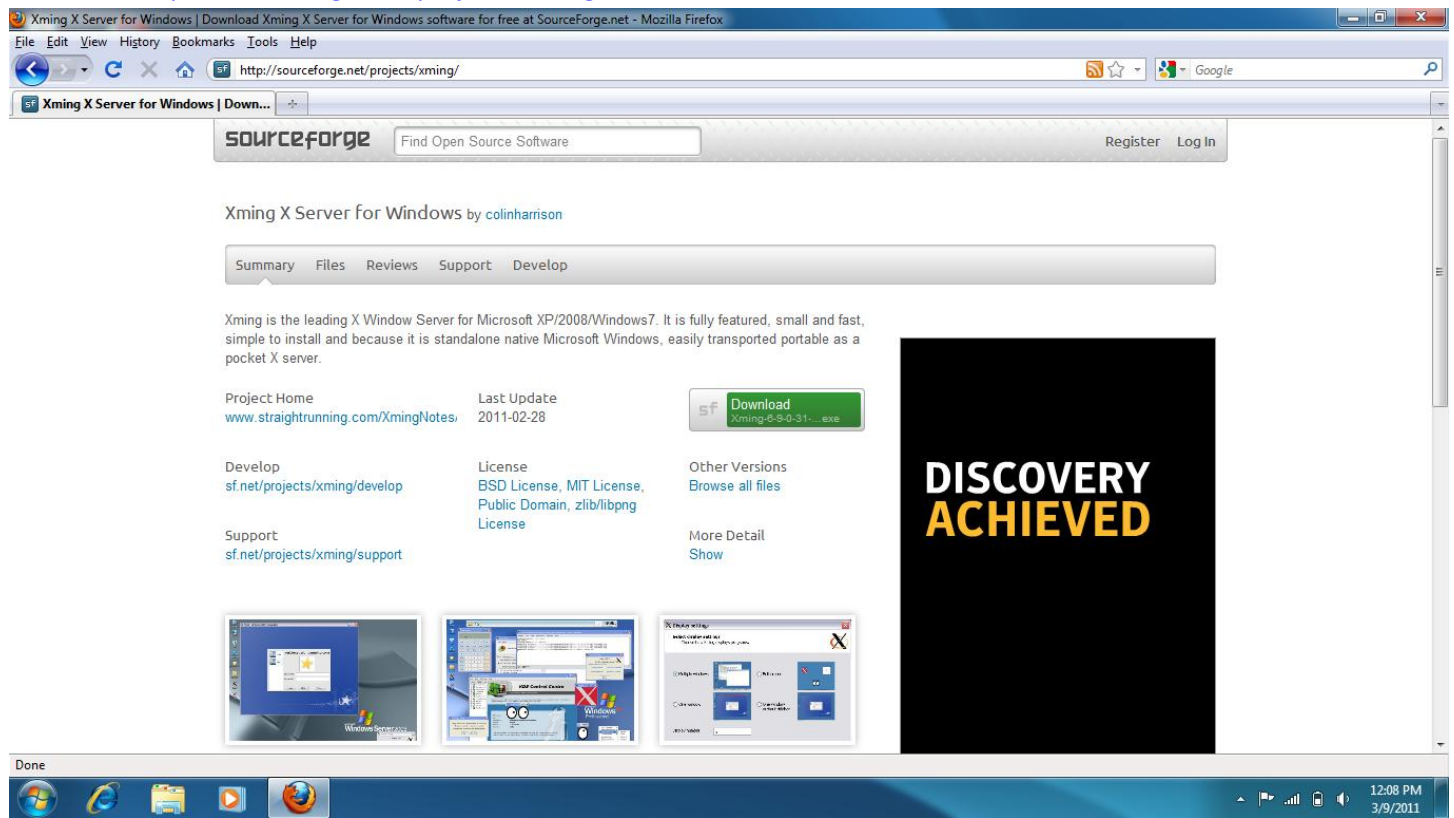 Xming X Server for Windows | Download Xming X Server for Windows software for free at SourceForge.net - Mozilla Firefox
File Edit View History Bookmarks Tools Help
http://sourceforge.net/projects/xming/
Google
Xming X Server for Windows | Down...
sourceforge
Find Open Source Software
Register Log In
Xming X Server for Windows by colinharrison
Summary Files Reviews Support Develop
Xming is the leading X Window Server for Microsoft XP/2008/Windows7. It is fully featured, small and fast,
simple to install and because it is standalone native Microsoft Windows, easily transported portable as a
pocket X server.
Project Home
www.straightrunning.com/XmingNotes/
Last Update
2011-02-28
sf Download
Xming-6-9-0-31-...exe
Develop
sf.net/projects/xming/develop
License
BSD License, MIT License,
Public Domain, zlib/libpng
License
Other Versions
Browse all files
Support
sf.net/projects/xming/support
More Detail
Show
DISCOVERY
ACHIEVED
Done
12:08 PM
3/9/2011